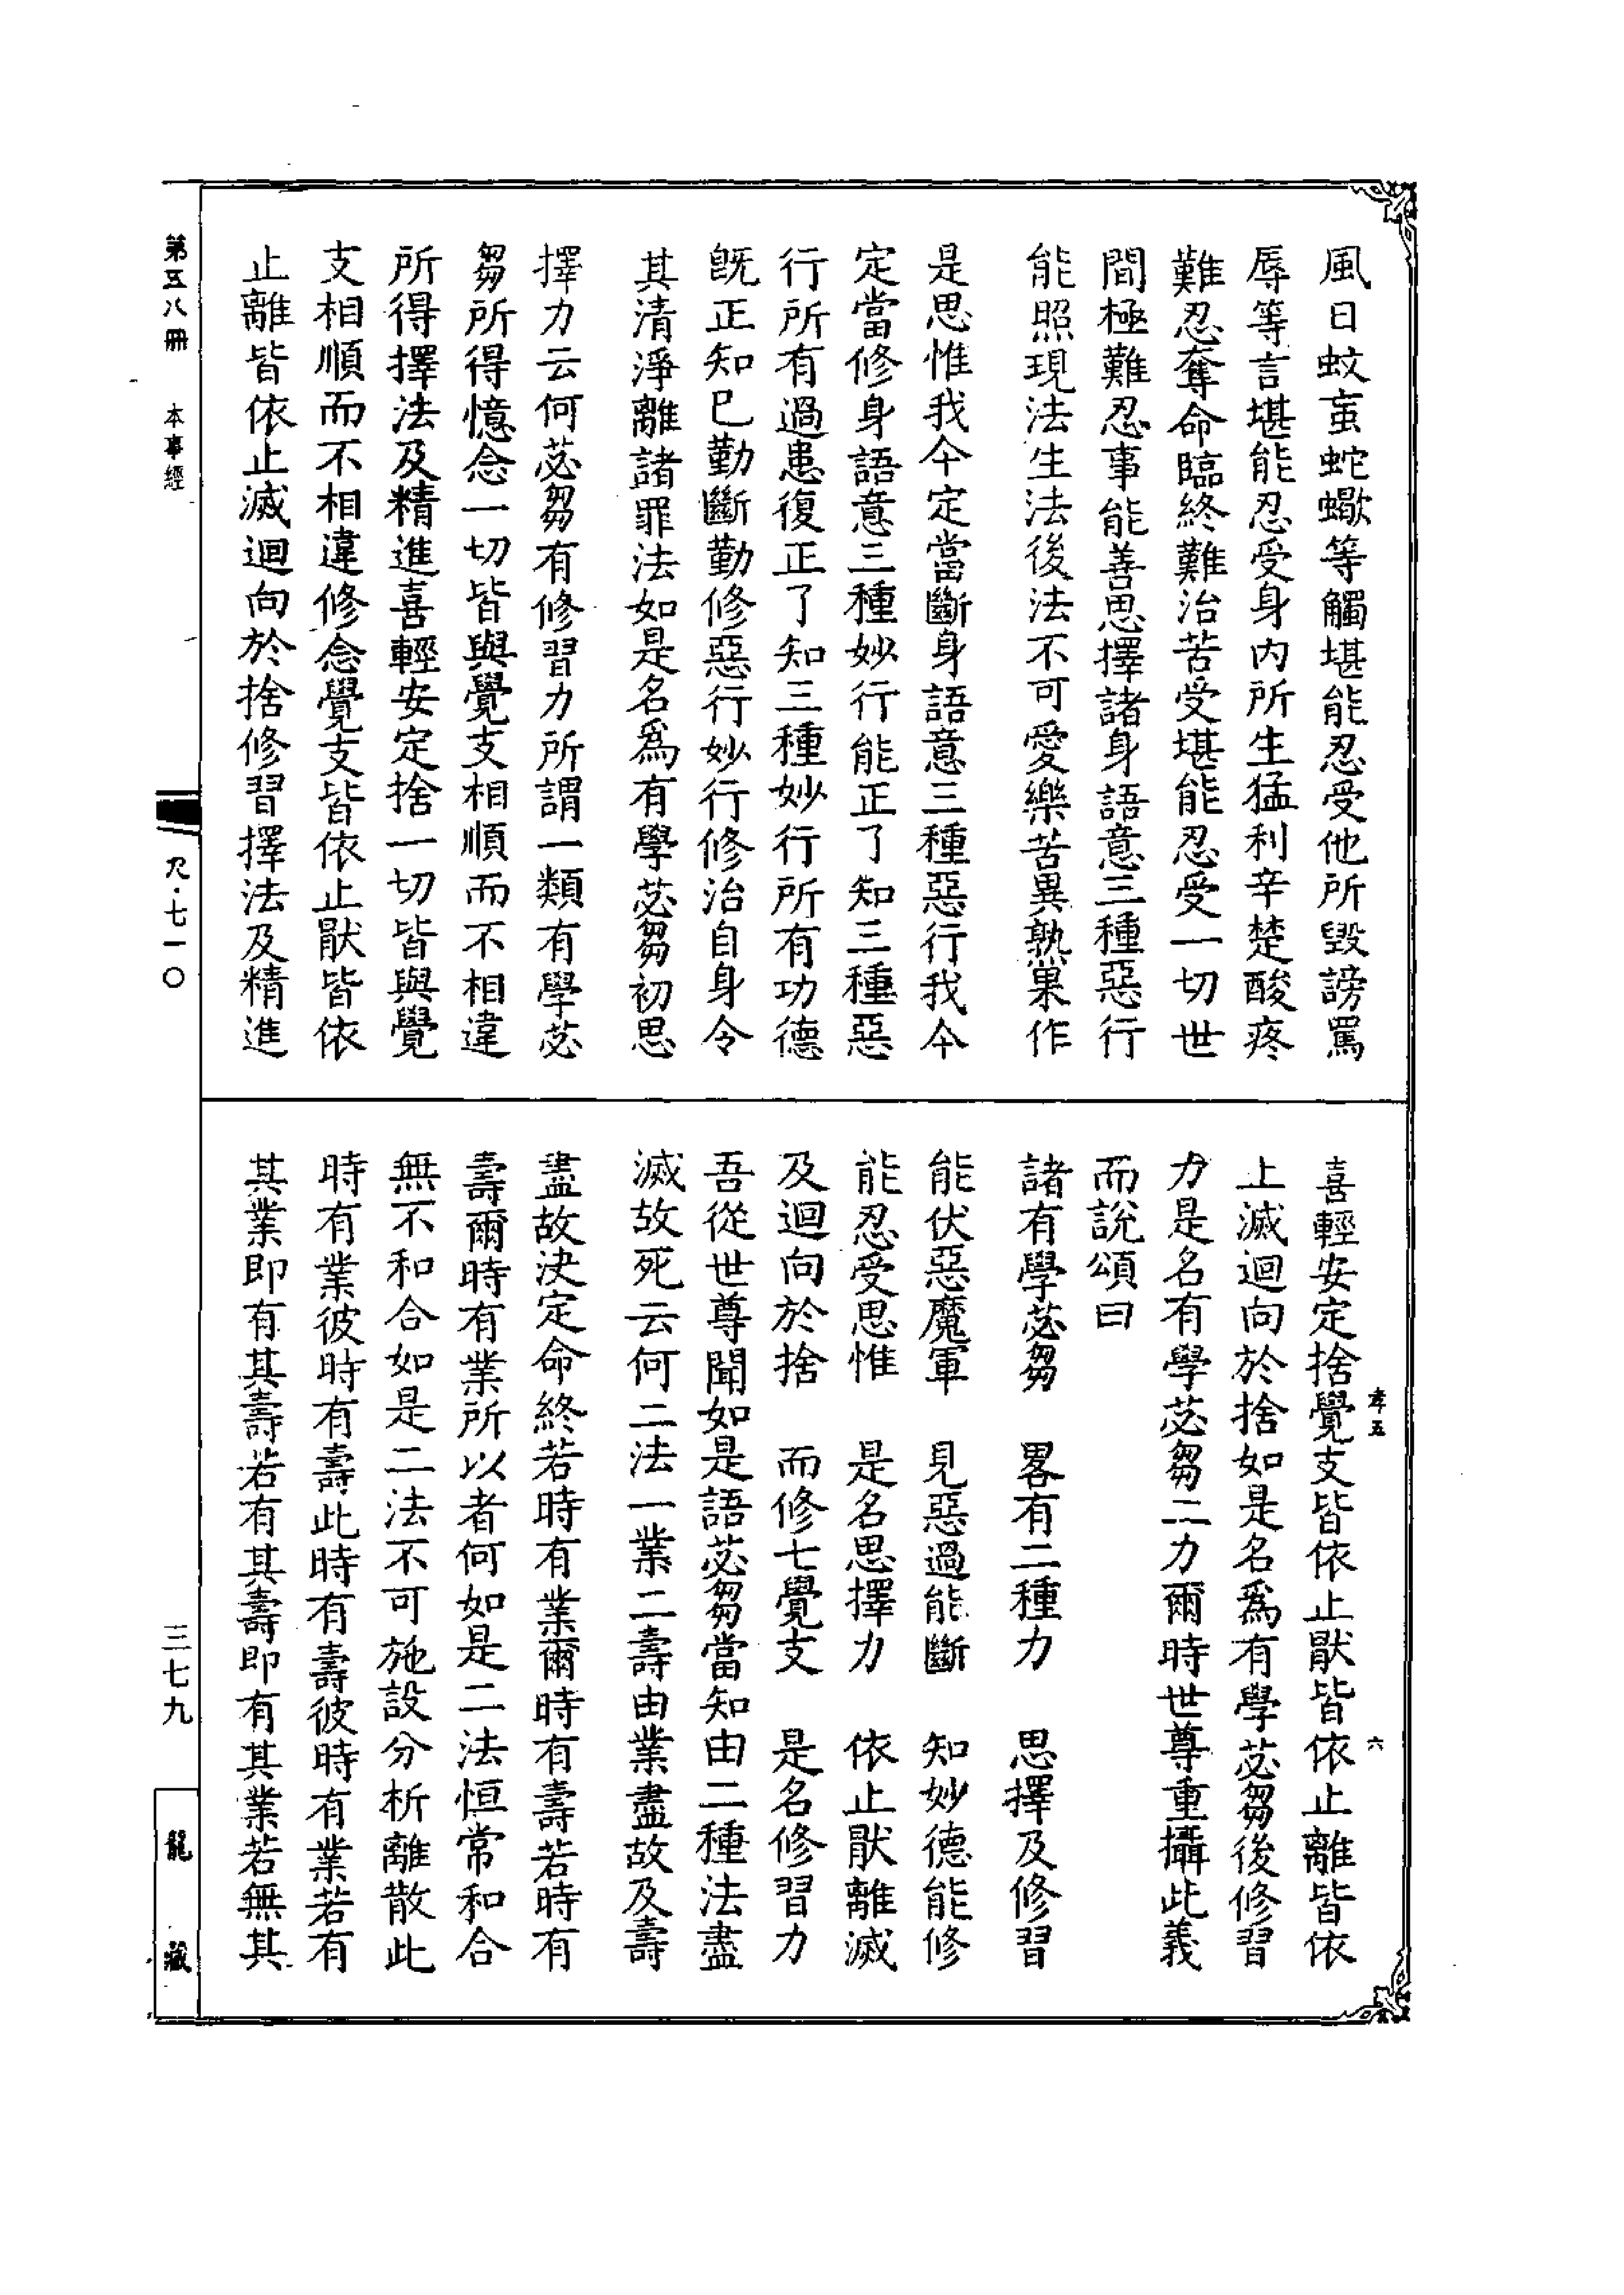 風日蚊䖟蛇蠍等觸堪能忍受他所毀謗罵
辱等言堪能忍受身內所生猛利辛楚酸疼
難忍奪命臨終難治苦受堪能忍受一切世
間極難忍事能善思擇諸身語意三種惡行
能照現法生法後法不可愛樂苦異熟果作
是思惟我今定當斷身語意三種惡行我今
定當修身語意三種妙行能正了知三種惡
行所有過患復正了知三種妙行所有功德
既正知巳勤斷勤修惡行妙行修治自身令
其清淨離諸罪法如是名爲有學苾芻初思
擇力云何苾芻有修習力所謂一類有學苾
芻所得憶念一切皆與覺支相順而不相違
所得擇法及精進喜輕安定捨一切皆與覺
支相順而不相違修念覺支皆依止猒皆依
止離皆依止滅迴向於捨修習擇法及精進
喜輕安定捨覺支皆依止猒皆依止離皆依
止滅迴向於捨如是名爲有學苾芻後修習
力是名有學苾芻二力爾時世尊重攝此義
而說頌曰
諸有學苾芻　畧有二種力　思擇及修習
能伏惡魔軍　見惡過能斷　知妙德能修
能忍受思惟　是名思擇力　依止猒離滅
及迴向於捨　而修七覺支　是名修習力
吾從世尊聞如是語苾芻當知由二種法盡
滅故死云何二法一業二壽由業盡故及壽
盡故決定命終若時有業爾時有壽若時有
壽爾時有業所以者何如是二法恒常和合
無不和合如是二法不可施設分析離散此
時有業彼時有壽此時有壽彼時有業若有
其業即有其壽若有其壽即有其業若無其
孝五
六
第五八冊　本事經
尺·七一〇
三七九
龍藏